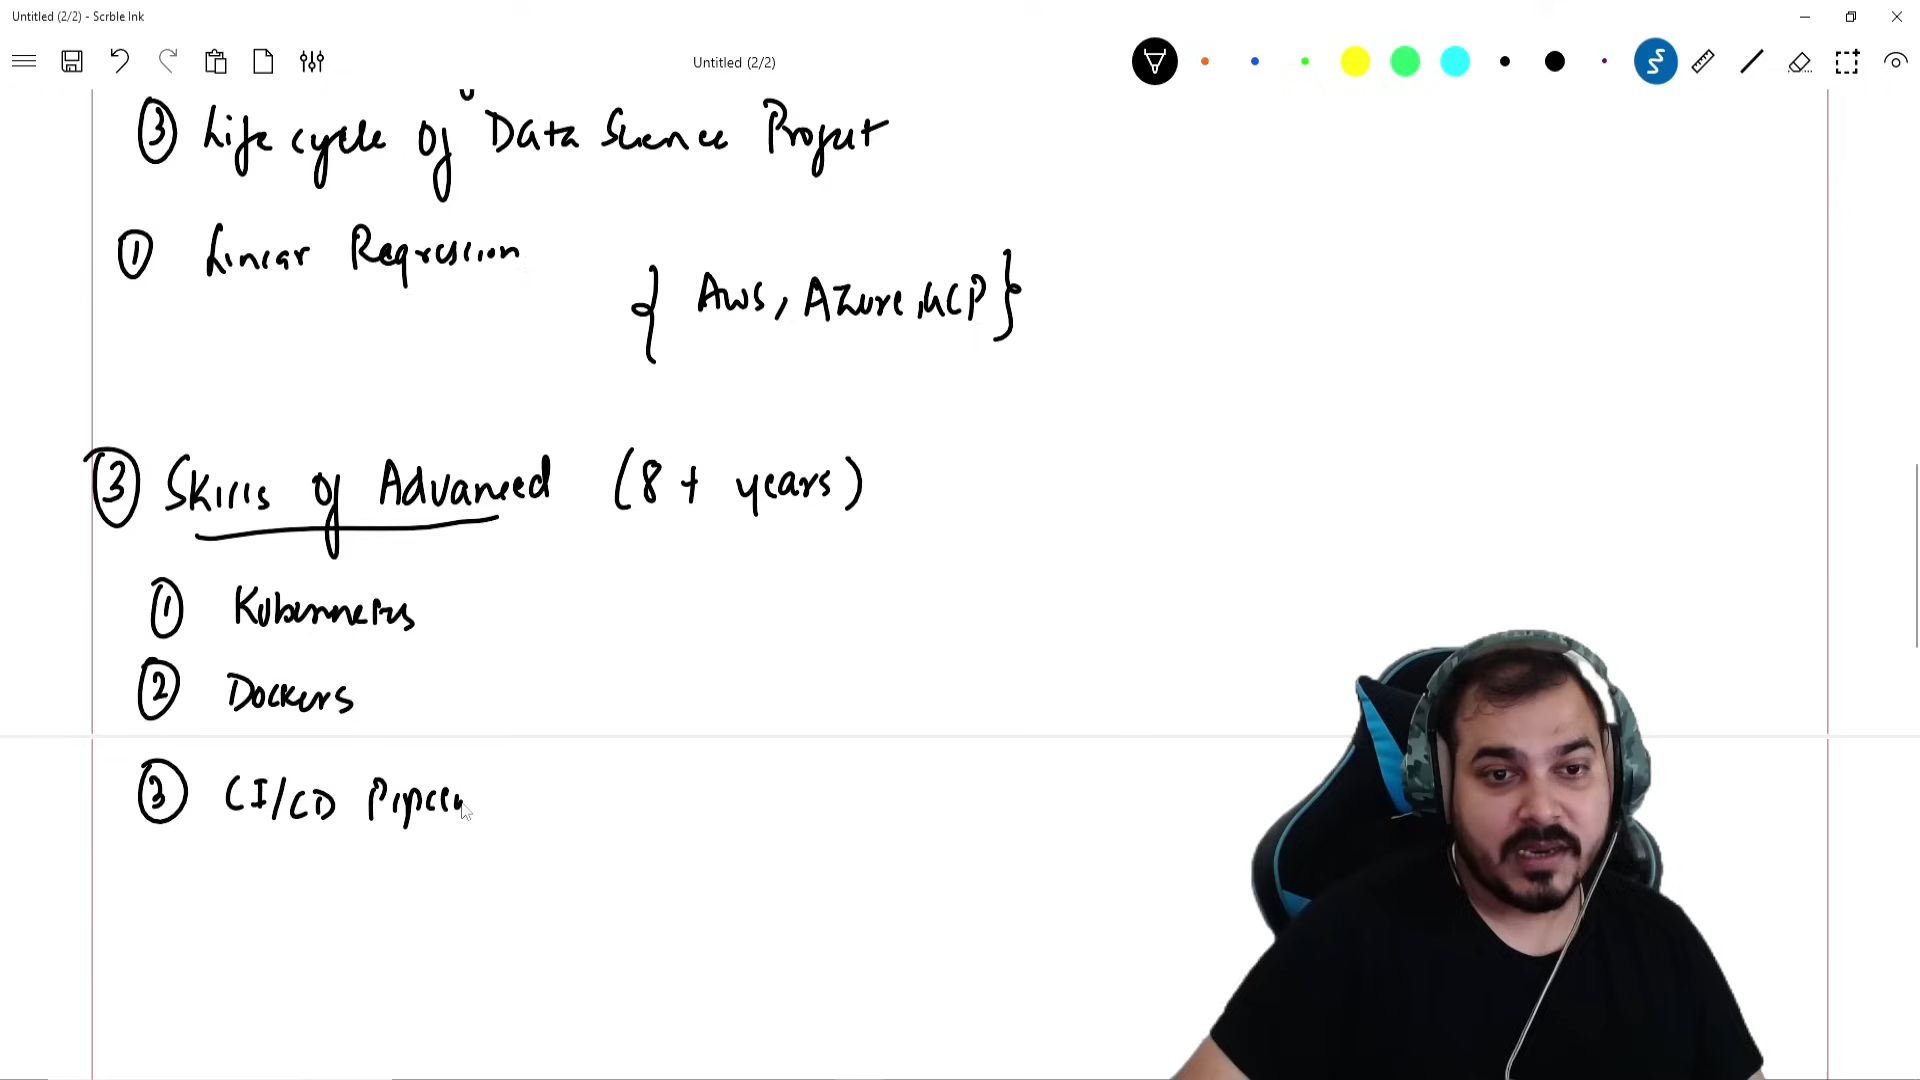 Untitled (2/2) - Scrble Ink
Untitled (2/2)
③ Life cycle of Data Science Project
① Linear Regression
{ Aws, Azure, GCP }
③ Skills of Advanced (8 + years)
① Kubernetes
② Dockers
③ CI/CD Pipelin